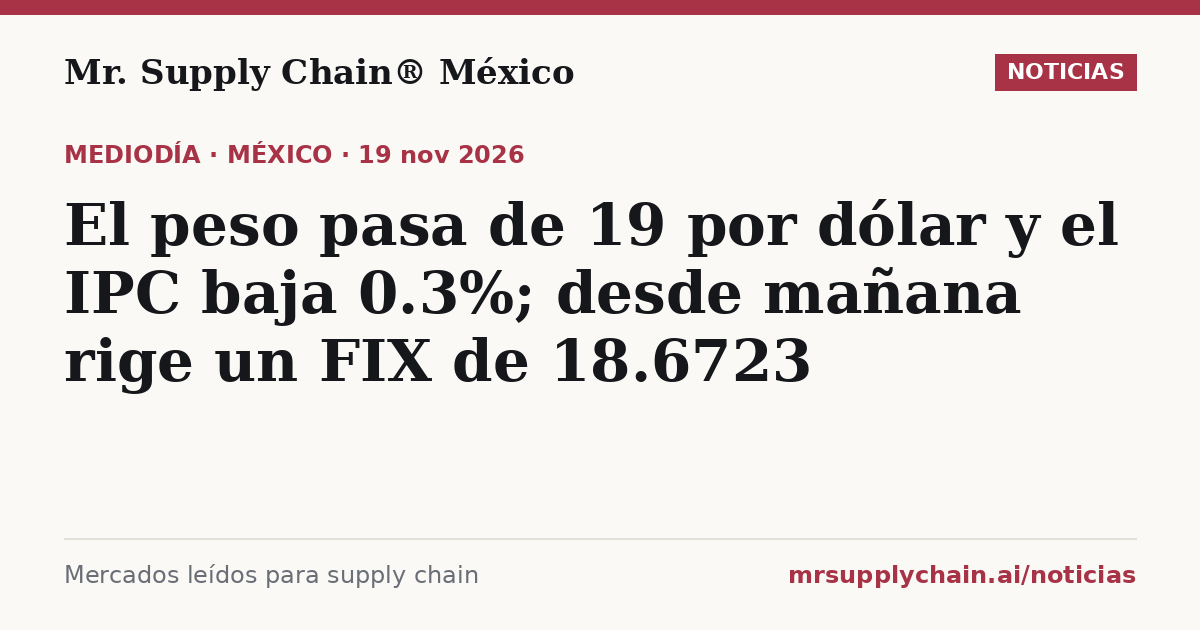 Mr. Supply Chain® México
NOTICIAS
MEDIODÍA · MÉXICO · 19 nov 2026
El peso pasa de 19 por dólar y el
IPC baja 0.3%; desde mañana
rige un FIX de 18.6723
Mercados leídos para supply chain
mrsupplychain.ai/noticias